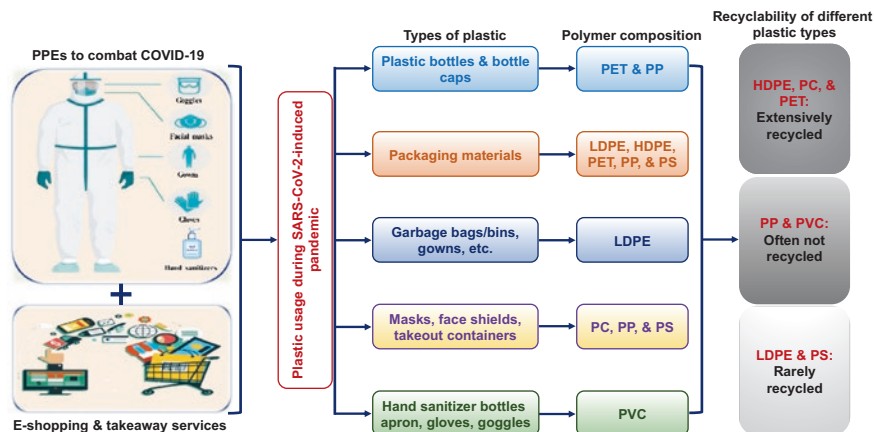 PPEs to combat COVID-19
Goggles
Facial masks
Gowns
Gloves
Hand sanitizers
E-shopping & takeaway services
Plastic usage during SARS-CoV-2-induced
pandemic
Types of plastic
Plastic bottles & bottle
caps
Packaging materials
Garbage bags/bins,
gowns, etc.
Masks, face shields,
takeout containers
Hand sanitizer bottles
apron, gloves, goggles
Polymer composition
PET & PP
LDPE, HDPE,
PET, PP, & PS
LDPE
PC, PP, & PS
PVC
Recyclability of different
plastic types
HDPE, PC, &
PET:
Extensively
recycled
PP & PVC:
Often not
recycled
LDPE & PS:
Rarely
recycled